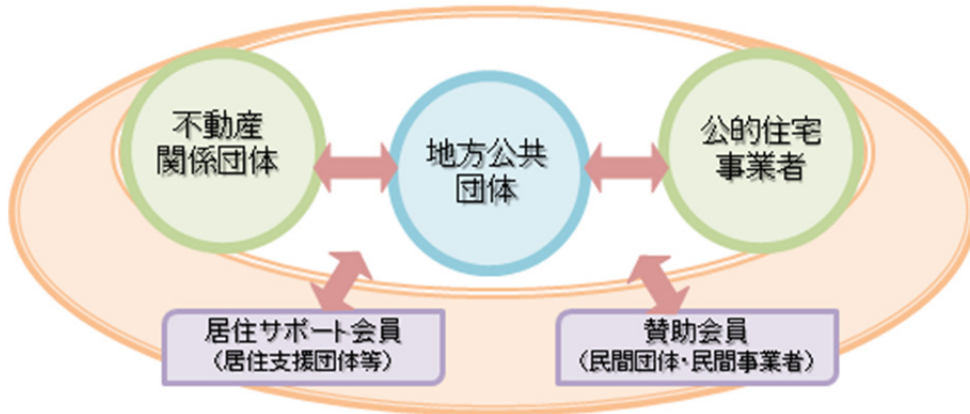 不動産
関係団体
地方公共
団体
公的住宅
事業者
居住サポート会員
(居住支援団体等)
賛助会員
(民間団体・民間事業者)